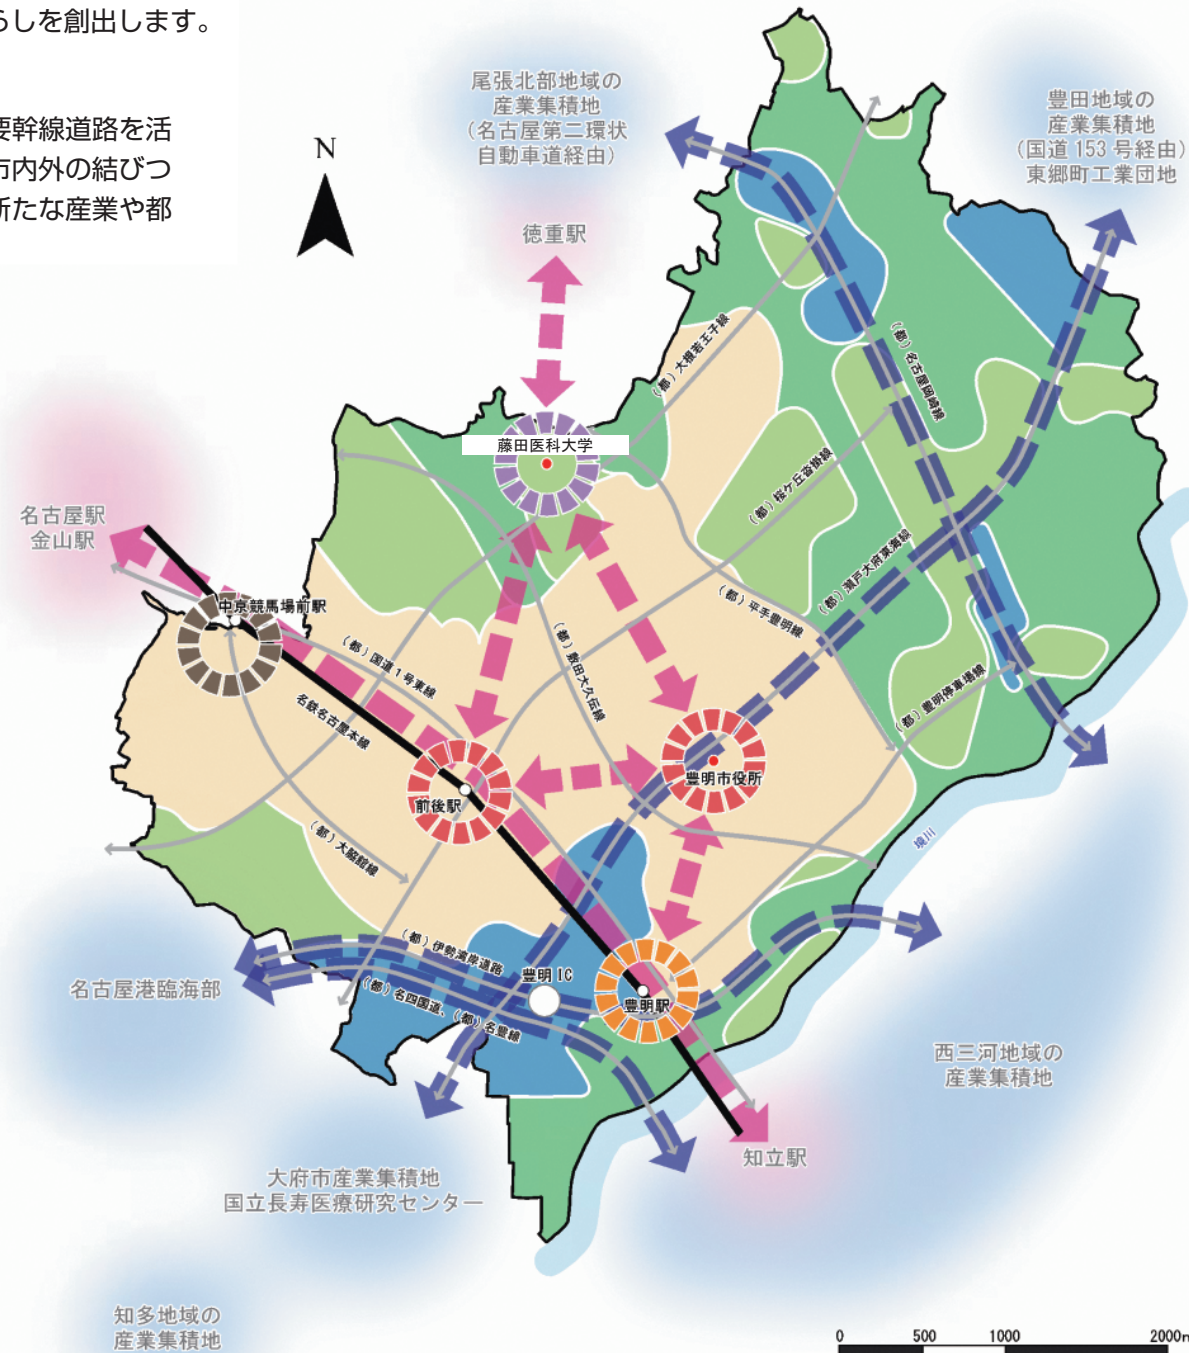 らしを創出します。
要幹線道路を活
市内外の結びつ
新たな産業や都
N
尾張北部地域の
産業集積地
(名古屋第二環状
自動車道経由)
豊田地域の
産業集積地
(国道153号経由)
東郷町工業団地
徳重駅
(都)大根若王子線
(都)名古屋岡崎線
藤田医科大学
(都)桜ケ丘沓掛線
名古屋駅
金山駅
(都)瀬戸大府東海線
中京競馬場前駅
(都)平手豊明線
(都)国道1号東線
(都)敷田大久伝線
名鉄名古屋本線
(都)豊明停車場線
豊明市役所
前後駅
(都)大脇館線
境川
(都)伊勢湾岸道路
豊明IC
名古屋港臨海部
(都)名四国道、(都)名豊線
豊明駅
西三河地域の
産業集積地
知立駅
大府市産業集積地
国立長寿医療研究センター
知多地域の
産業集積地
0 500 1000 2000m